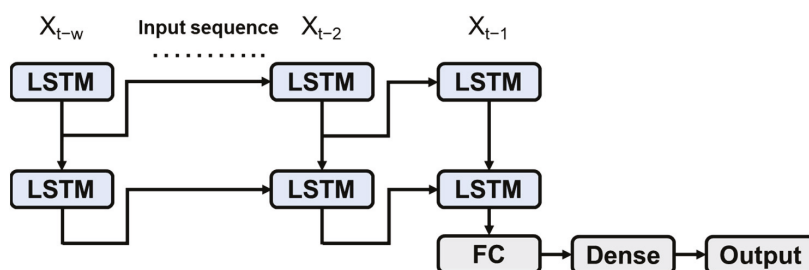 X_{t−w} Input sequence X_{t−2} X_{t−1}
LSTM LSTM LSTM
LSTM LSTM LSTM
FC Dense Output